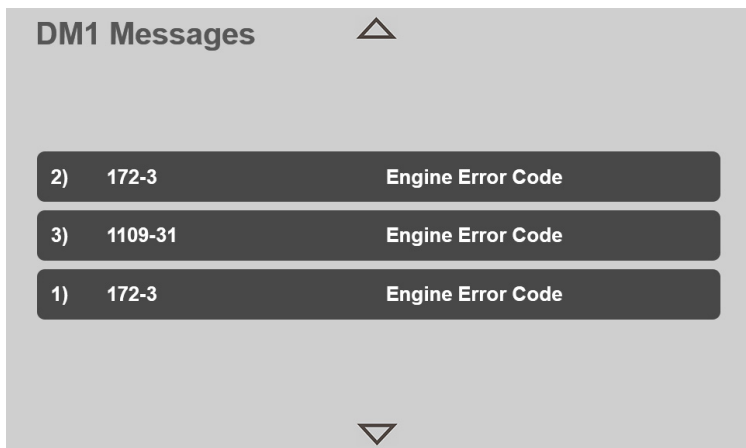 DM1 Messages
2) 172-3 Engine Error Code
3) 1109-31 Engine Error Code
1) 172-3 Engine Error Code